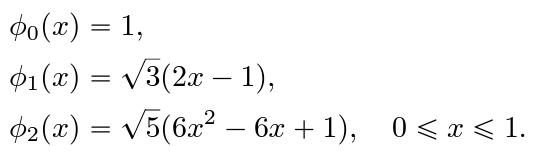 ϕ₀(x) = 1,
ϕ₁(x) = √3(2x − 1),
ϕ₂(x) = √5(6x² − 6x + 1), 0 ⩽ x ⩽ 1.